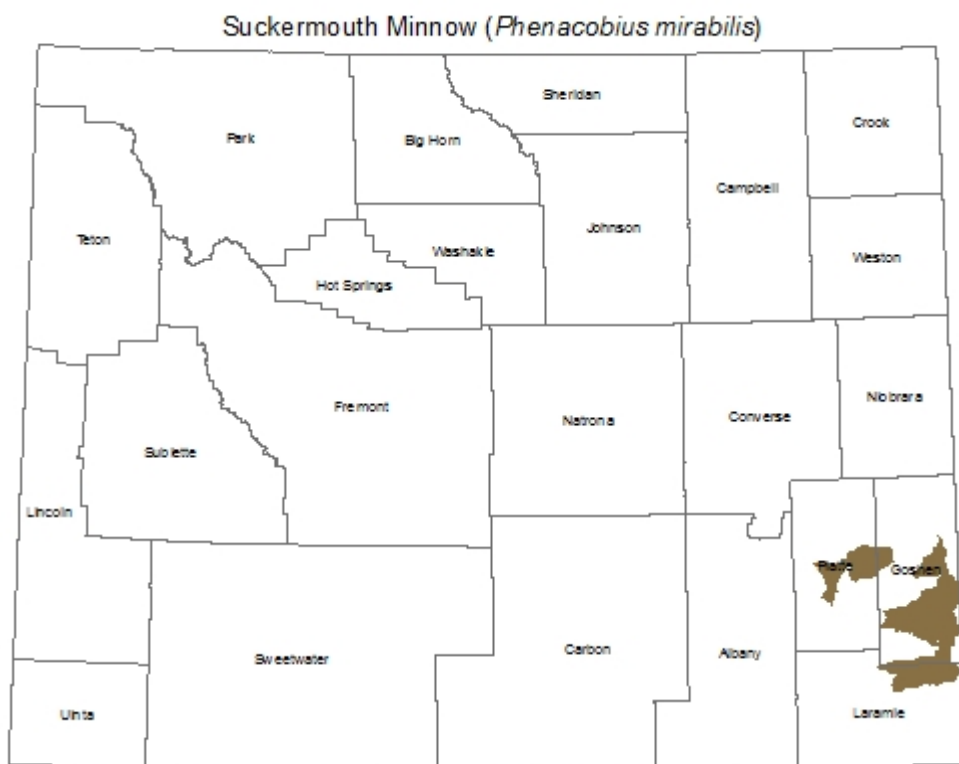 Suckermouth Minnow (Phenacobius mirabilis)
Sheridan
Crook
Park
Big Horn
Campbell
Johnson
Teton
Washakie
Weston
Hot Springs
Niobrara
Fremont
Converse
Natrona
Sublette
Lincoln
Platte
Goshen
Carbon
Albany
Sweetwater
Uinta
Laramie